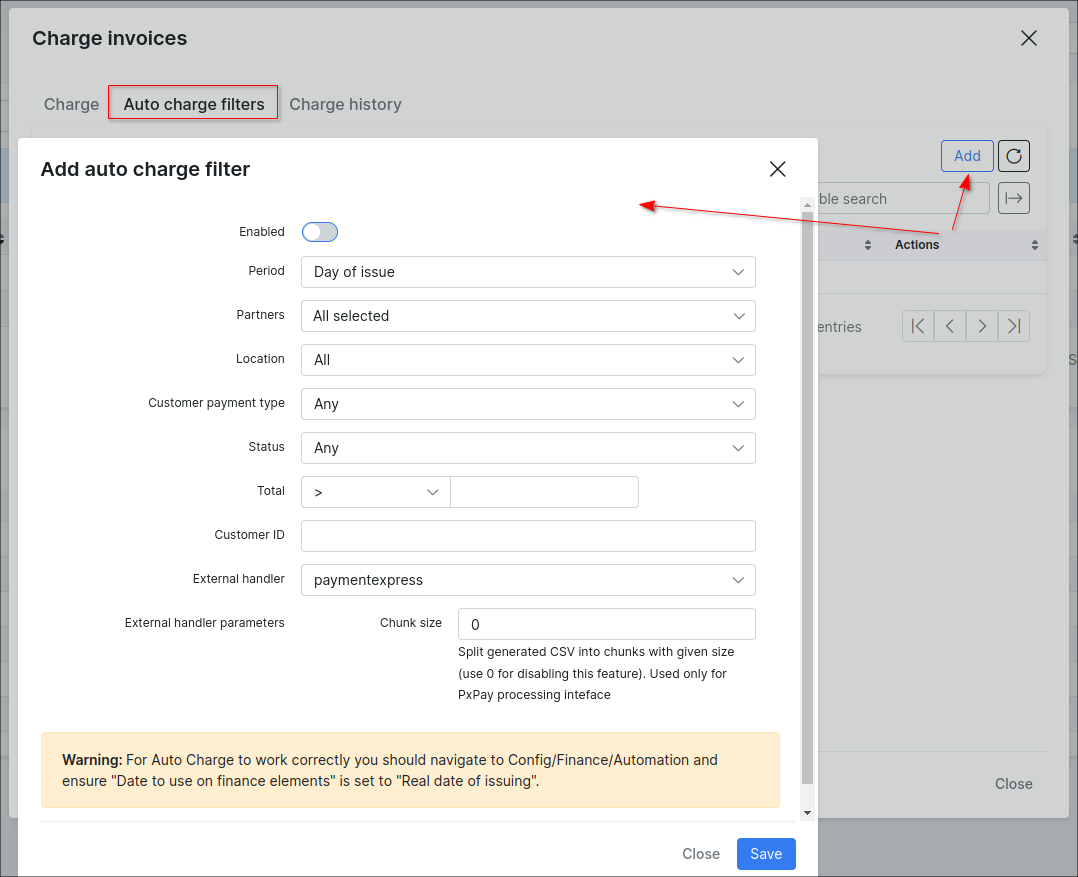 Charge invoices
Charge Auto charge filters Charge history
Add auto charge filter
Add
ble search
Actions
entries
Enabled
Period Day of issue
Partners All selected
Location All
Customer payment type Any
Status Any
Total >
Customer ID
External handler paymentexpress
External handler parameters Chunk size 0
Split generated CSV into chunks with given size
(use 0 for disabling this feature). Used only for
PxPay processing inteface
Warning: For Auto Charge to work correctly you should navigate to Config/Finance/Automation and
ensure "Date to use on finance elements" is set to "Real date of issuing".
Close
Close Save
S